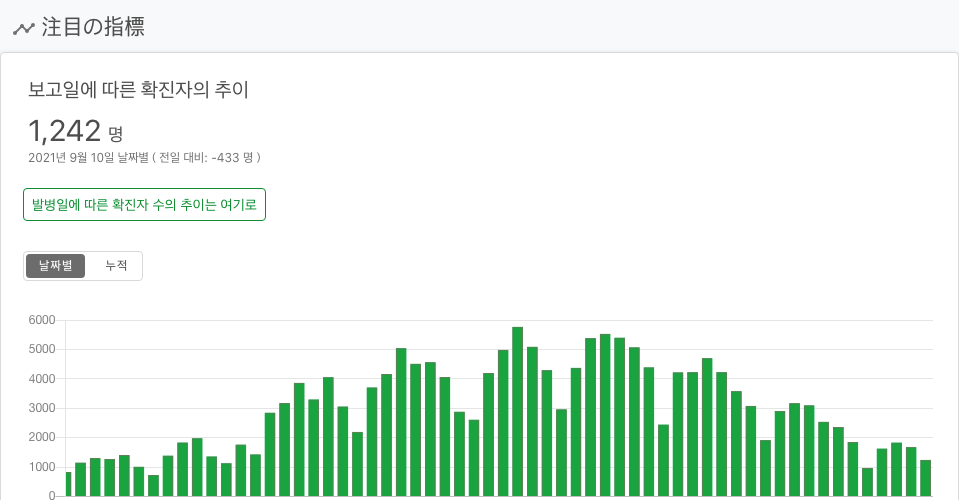 注目の指標
보고일에 따른 확진자의 추이
1,242 명
2021년 9월 10일 날짜별 ( 전일 대비: -433 명 )
발병일에 따른 확진자 수의 추이는 여기로
날짜별 누적
6000
5000
4000
3000
2000
1000
0